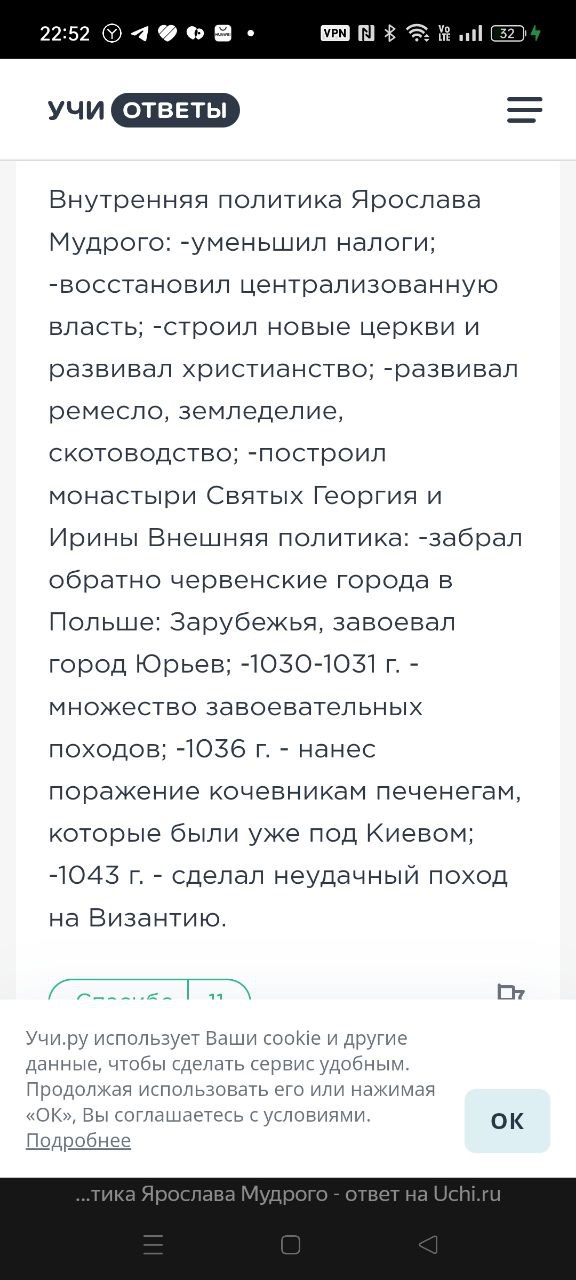 22:52
VPN
Vo LTE
32
УЧИ ОТВЕТЫ
Внутренняя политика Ярослава
Мудрого: -уменьшил налоги;
-восстановил централизованную
власть; -строил новые церкви и
развивал христианство; -развивал
ремесло, земледелие,
скотоводство; -построил
монастыри Святых Георгия и
Ирины Внешняя политика: -забрал
обратно червенские города в
Польше: Зарубежья, завоевал
город Юрьев; -1030-1031 г. -
множество завоевательных
походов; -1036 г. - нанес
поражение кочевникам печенегам,
которые были уже под Киевом;
-1043 г. - сделал неудачный поход
на Византию.
Спасибо 11
Учи.ру использует Ваши cookie и другие
данные, чтобы сделать сервис удобным.
Продолжая использовать его или нажимая
«ОК», Вы соглашаетесь с условиями.
Подробнее
ОК
...тика Ярослава Мудрого - ответ на Uchi.ru